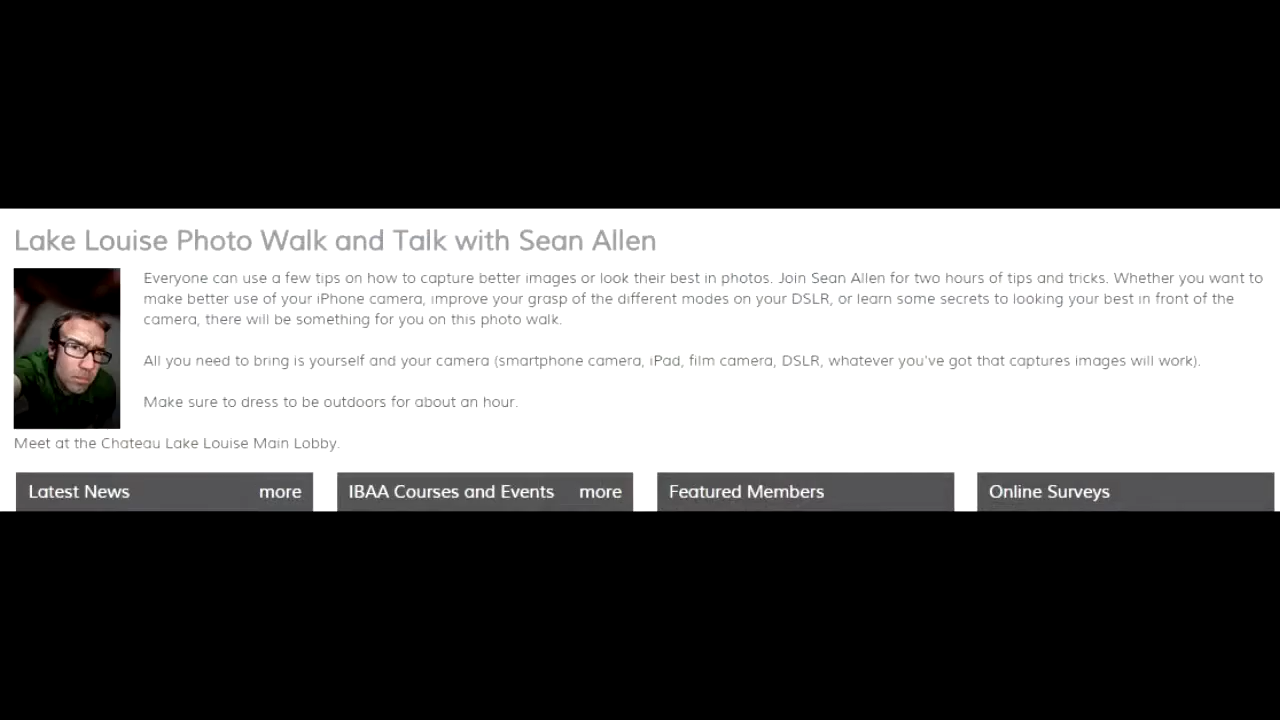 Lake Louise Photo Walk and Talk with Sean Allen
Everyone can use a few tips on how to capture better images or look their best in photos. Join Sean Allen for two hours of tips and tricks. Whether you want to
make better use of your iPhone camera, improve your grasp of the different modes on your DSLR, or learn some secrets to looking your best in front of the
camera, there will be something for you on this photo walk.
All you need to bring is yourself and your camera (smartphone camera, iPad, film camera, DSLR, whatever you've got that captures images will work).
Make sure to dress to be outdoors for about an hour.
Meet at the Chateau Lake Louise Main Lobby.
Latest News more IBAA Courses and Events more Featured Members Online Surveys